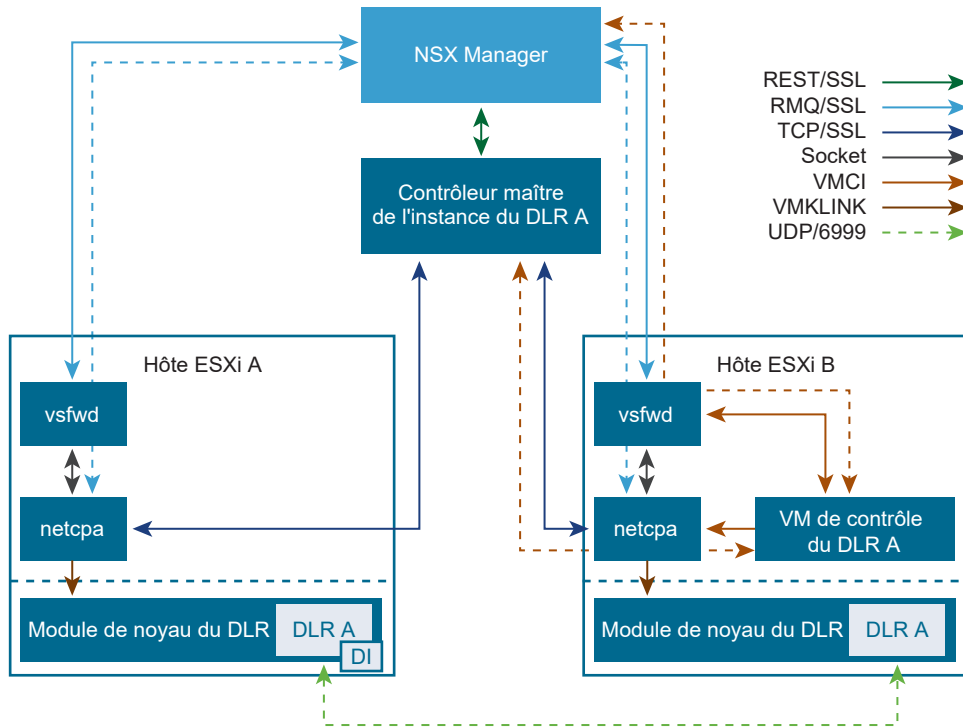 NSX Manager
REST/SSL
RMQ/SSL
TCP/SSL
Socket
VMCI
VMKLINK
UDP/6999
Contrôleur maître
de l'instance du DLR A
Hôte ESXi A
vsfwd
netcpa
Module de noyau du DLR
DLR A
DI
Hôte ESXi B
vsfwd
netcpa
VM de contrôle
du DLR A
Module de noyau du DLR
DLR A